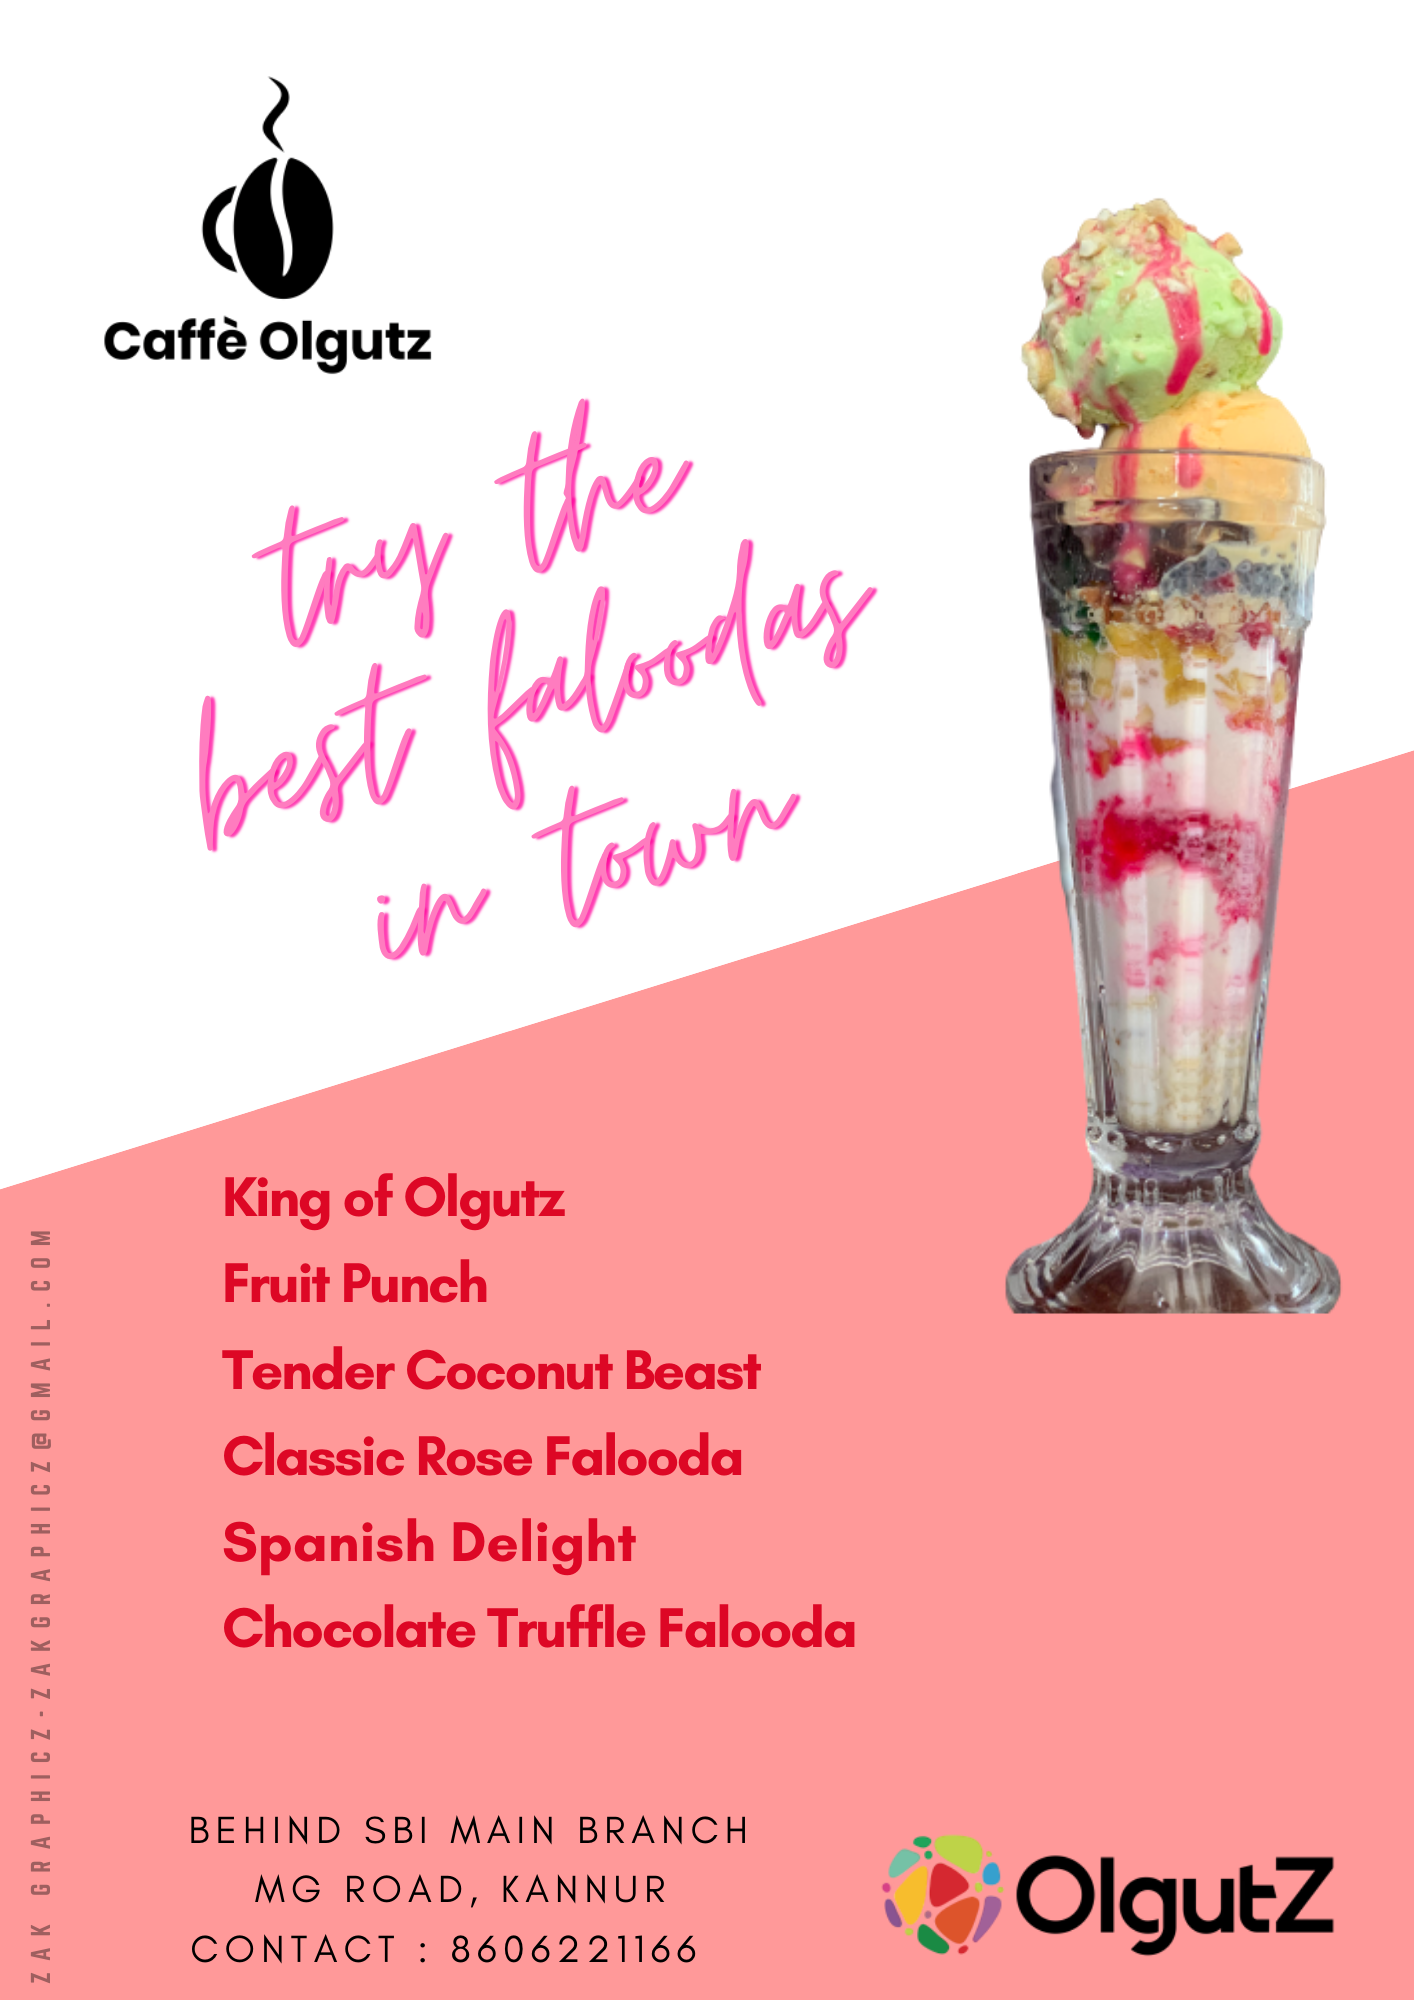 Caffè Olgutz
try the
best faloodas
in town
King of Olgutz
Fruit Punch
Tender Coconut Beast
Classic Rose Falooda
Spanish Delight
Chocolate Truffle Falooda
BEHIND SBI MAIN BRANCH
MG ROAD, KANNUR
CONTACT : 8606221166
OlgutZ
ZAK GRAPHICZ-ZAKGRAPHICZ@GMAIL.COM